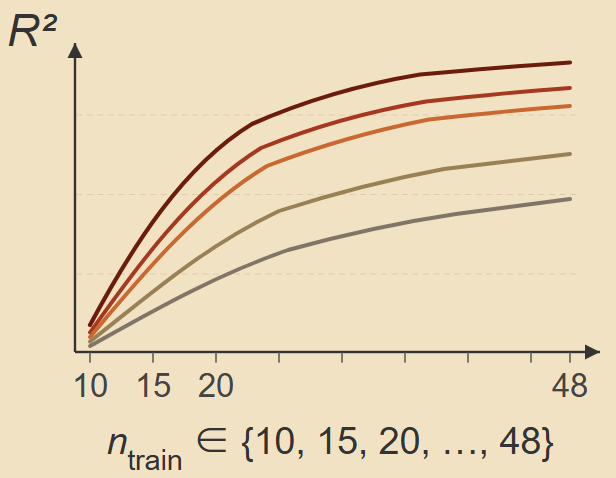 R²
10 15 20 48
n_train ∈ {10, 15, 20, …, 48}